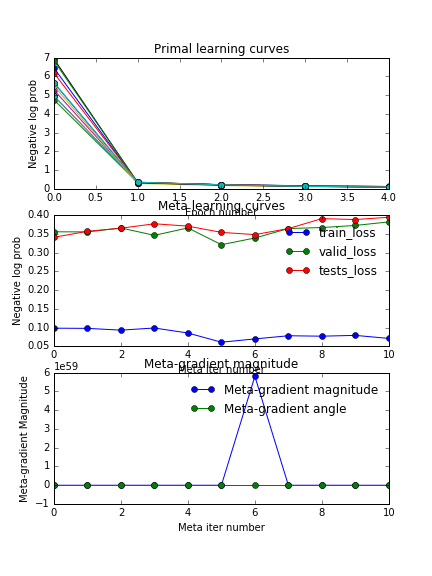 Primal learning curves
Negative log prob
7
6
5
4
3
2
1
0
0.0 0.5 1.0 1.5 2.0 2.5 3.0 3.5 4.0
Epoch number
Meta learning curves
Negative log prob
0.40
0.35
0.30
0.25
0.20
0.15
0.10
0.05
train_loss
valid_loss
tests_loss
0 2 4 6 8 10
Meta iter number
Meta-gradient magnitude
1e59
Meta-gradient Magnitude
6
5
4
3
2
1
0
−1
Meta-gradient magnitude
Meta-gradient angle
0 2 4 6 8 10
Meta iter number